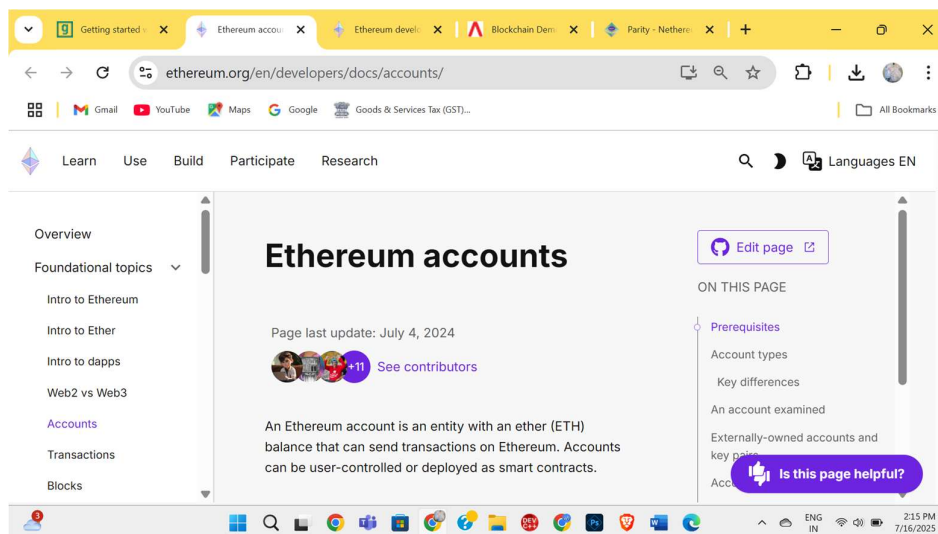 Getting started v
Ethereum accou
Ethereum develo
Blockchain Dem
Parity - Nethere
ethereum.org/en/developers/docs/accounts/
Gmail
YouTube
Maps
Google
Goods & Services Tax (GST)...
All Bookmarks
Learn Use Build Participate Research
Languages EN
Overview
Foundational topics
Intro to Ethereum
Intro to Ether
Intro to dapps
Web2 vs Web3
Accounts
Transactions
Blocks
Ethereum accounts
Page last update: July 4, 2024
+11 See contributors
An Ethereum account is an entity with an ether (ETH)
balance that can send transactions on Ethereum. Accounts
can be user-controlled or deployed as smart contracts.
Edit page
ON THIS PAGE
Prerequisites
Account types
Key differences
An account examined
Externally-owned accounts and
key pairs
Acc
Is this page helpful?
3
DEV
C++
Ps
ENG
IN
2:15 PM
7/16/2025